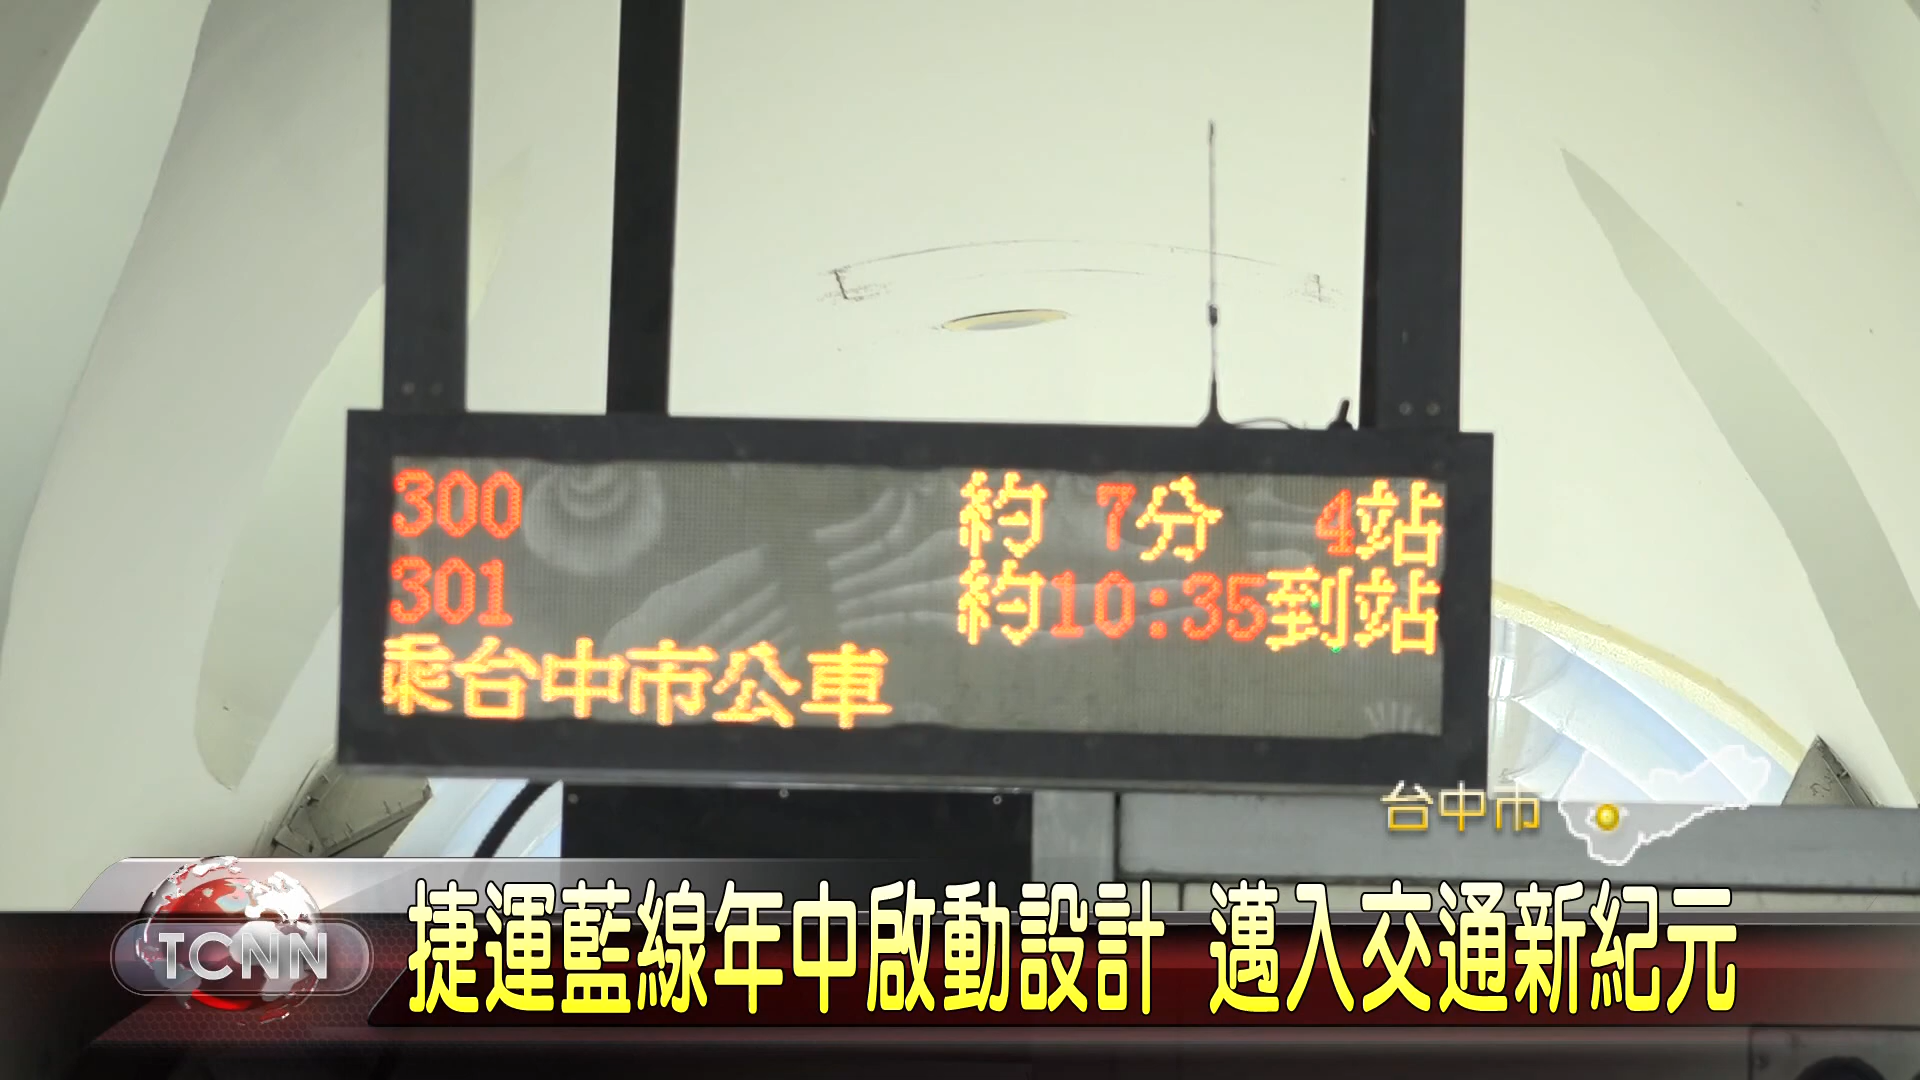 300 約 7分 4站
301 約10:35到站
乘台中市公車
台中市
TCNN
捷運藍線年中啟動設計 邁入交通新紀元